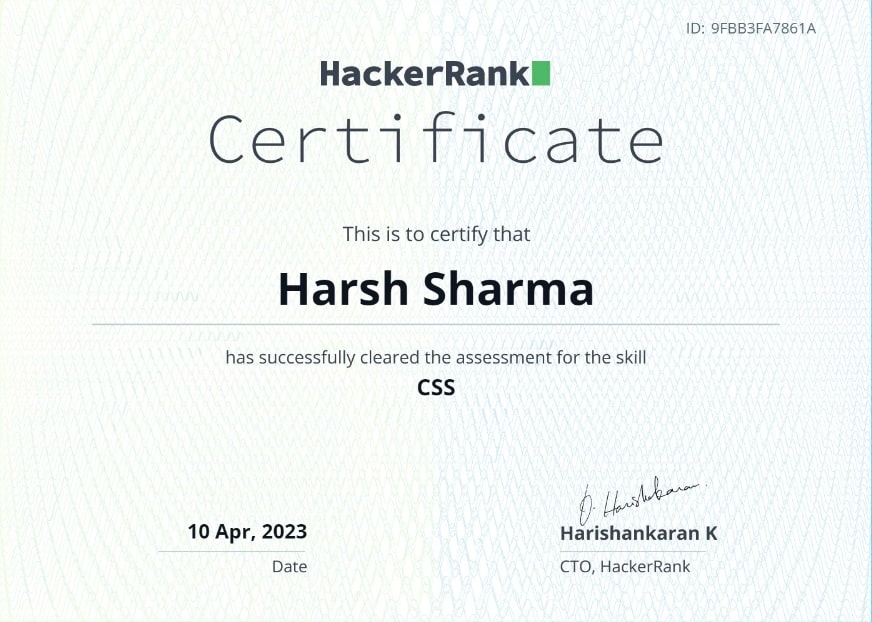 ID: 9FBB3FA7861A
HackerRank
Certificate
This is to certify that
Harsh Sharma
has successfully cleared the assessment for the skill
CSS
10 Apr, 2023
Date
Harishankaran K
CTO, HackerRank